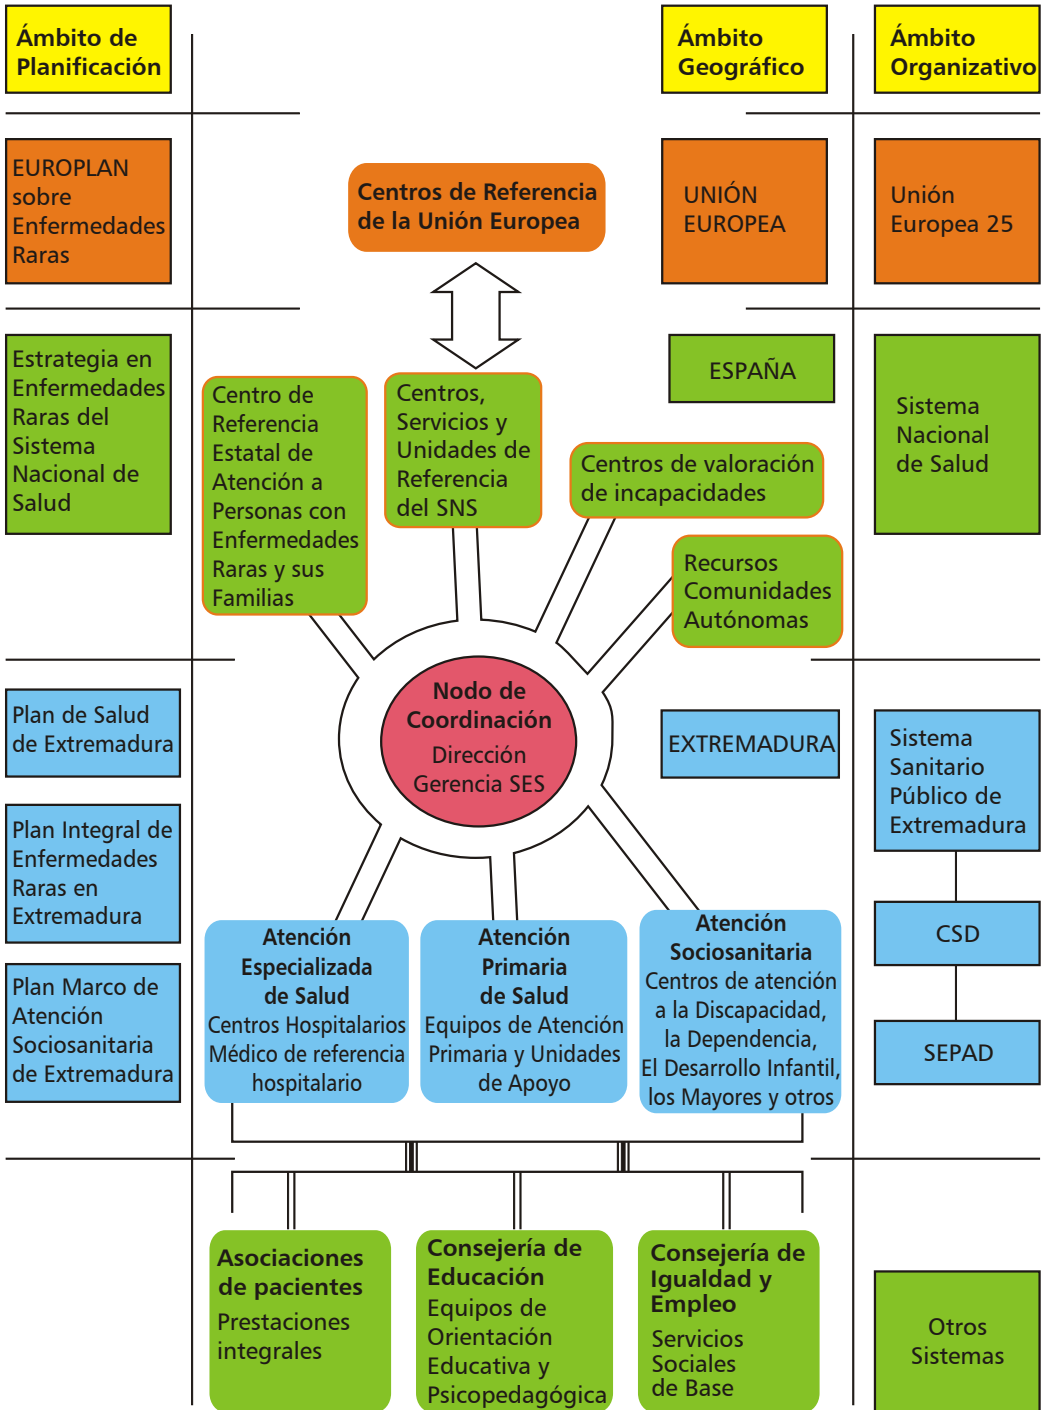 Ámbito de
Planificación
Ámbito
Geográfico
Ámbito
Organizativo
EUROPLAN
sobre
Enfermedades
Raras
Centros de Referencia
de la Unión Europea
UNIÓN
EUROPEA
Unión
Europea 25
Estrategia en
Enfermedades
Raras del
Sistema
Nacional de
Salud
Centro de
Referencia
Estatal de
Atención a
Personas con
Enfermedades
Raras y sus
Familias
Centros,
Servicios y
Unidades de
Referencia
del SNS
Centros de valoración
de incapacidades
Recursos
Comunidades
Autónomas
ESPAÑA
Sistema
Nacional
de Salud
Nodo de
Coordinación
Dirección
Gerencia SES
Plan de Salud
de Extremadura
Plan Integral de
Enfermedades
Raras en
Extremadura
Plan Marco de
Atención
Sociosanitaria
de Extremadura
EXTREMADURA
Sistema
Sanitario
Público de
Extremadura
CSD
SEPAD
Atención
Especializada
de Salud
Centros Hospitalarios
Médico de referencia
hospitalario
Atención
Primaria
de Salud
Equipos de Atención
Primaria y Unidades
de Apoyo
Atención
Sociosanitaria
Centros de atención
a la Discapacidad,
la Dependencia,
El Desarrollo Infantil,
los Mayores y otros
Asociaciones
de pacientes
Prestaciones
integrales
Consejería de
Educación
Equipos de
Orientación
Educativa y
Psicopedagógica
Consejería de
Igualdad y
Empleo
Servicios
Sociales
de Base
Otros
Sistemas